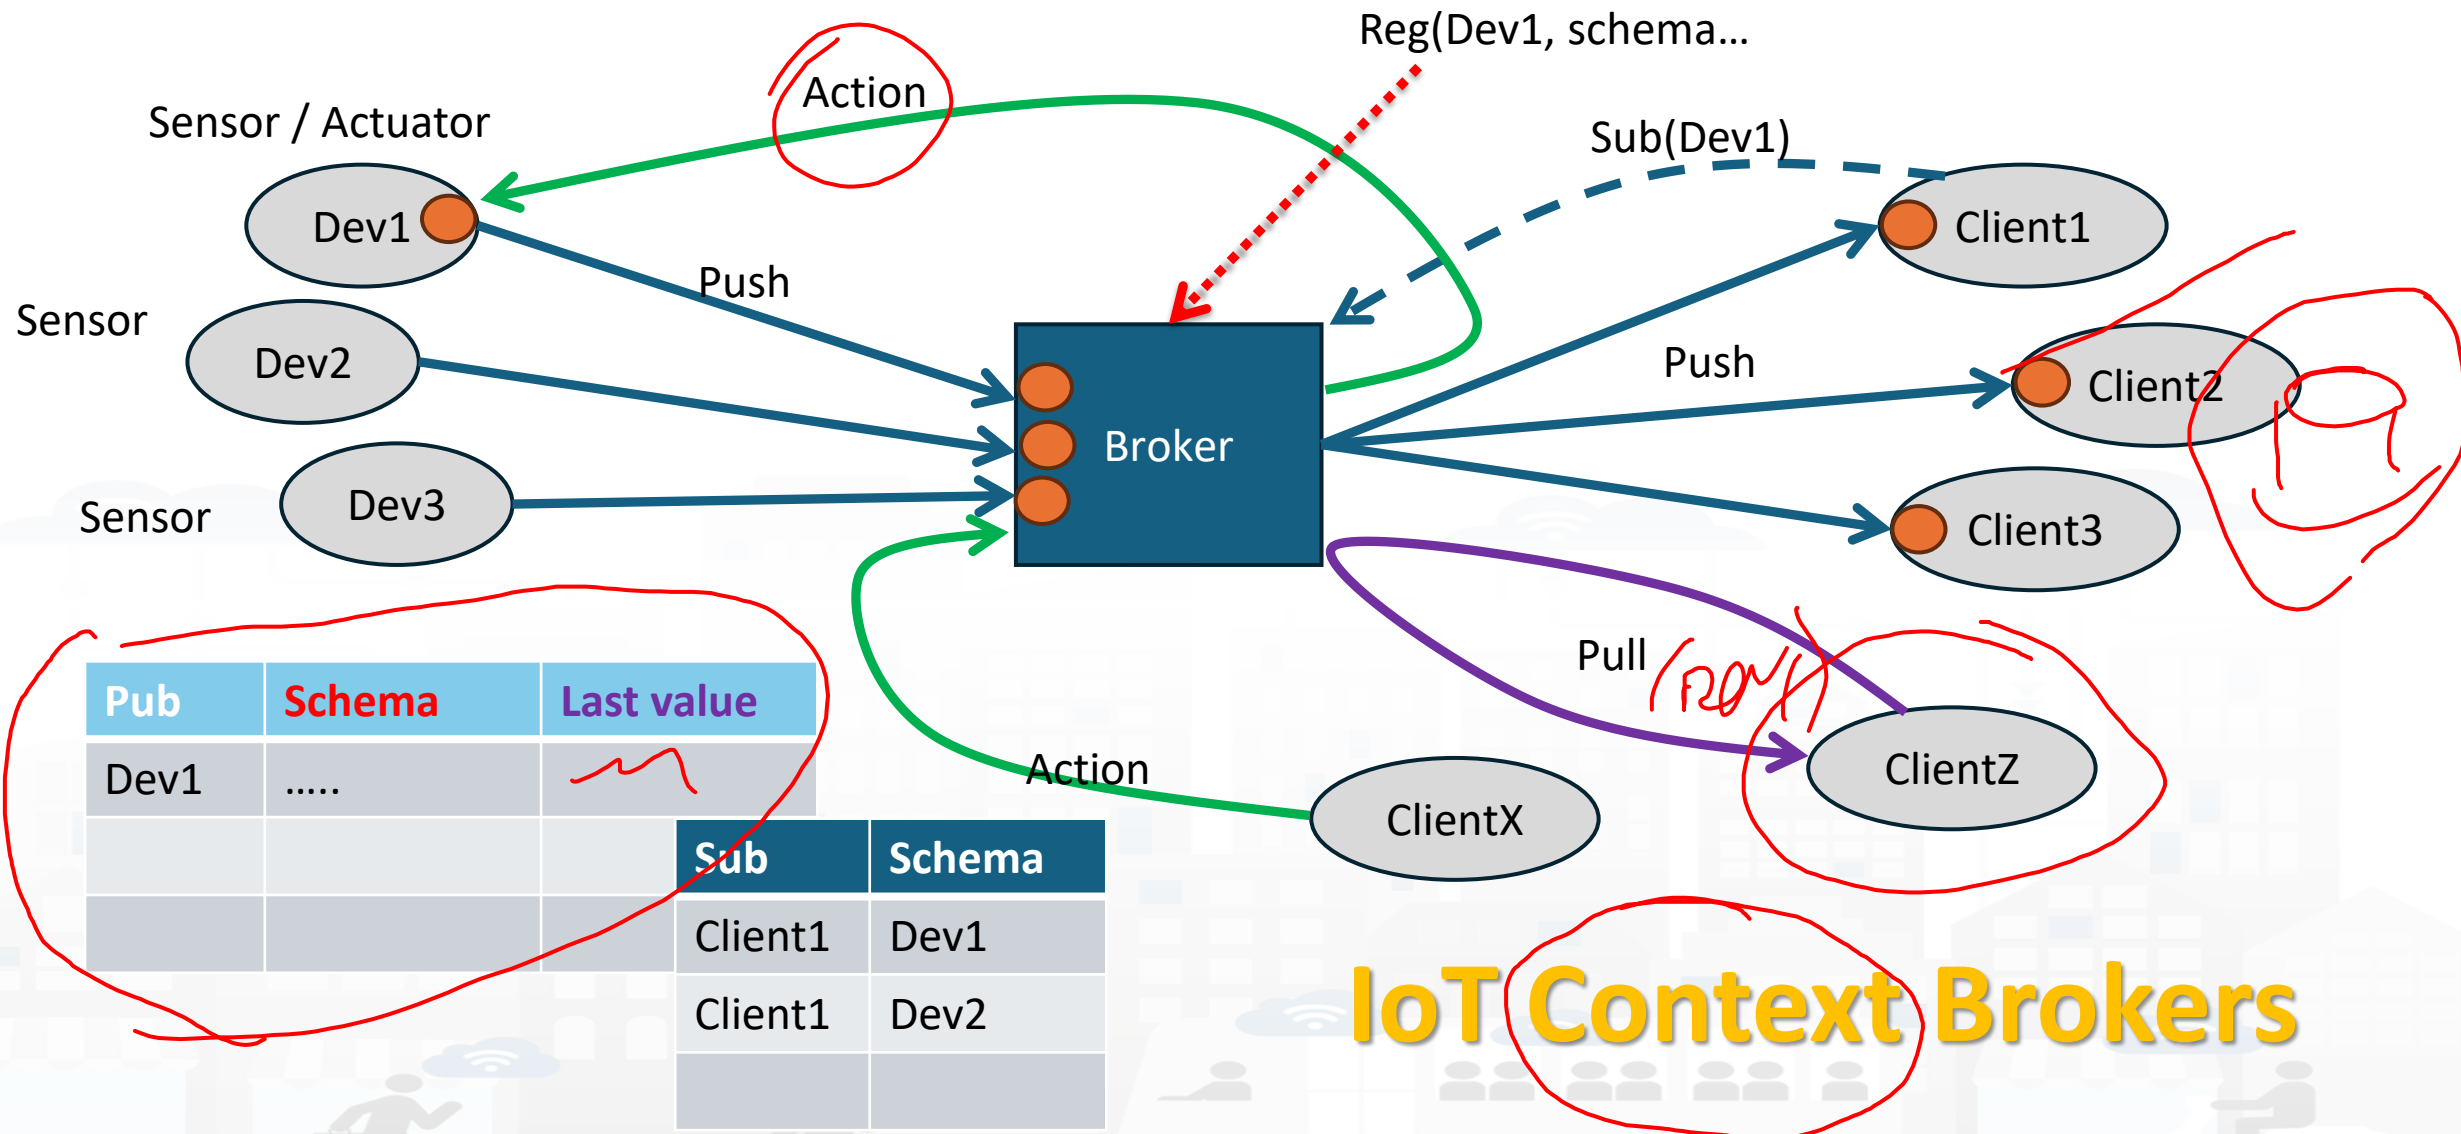 Reg(Dev1, schema…
Action
Sensor / Actuator
Sub(Dev1)
Dev1
Client1
Push
Sensor
Dev2
Push
Client2
Broker
Sensor
Dev3
Client3
Pull
Pub Schema Last value
Dev1 .....
Action
ClientX
ClientZ
Sub Schema
Client1 Dev1
Client1 Dev2
IoT Context Brokers